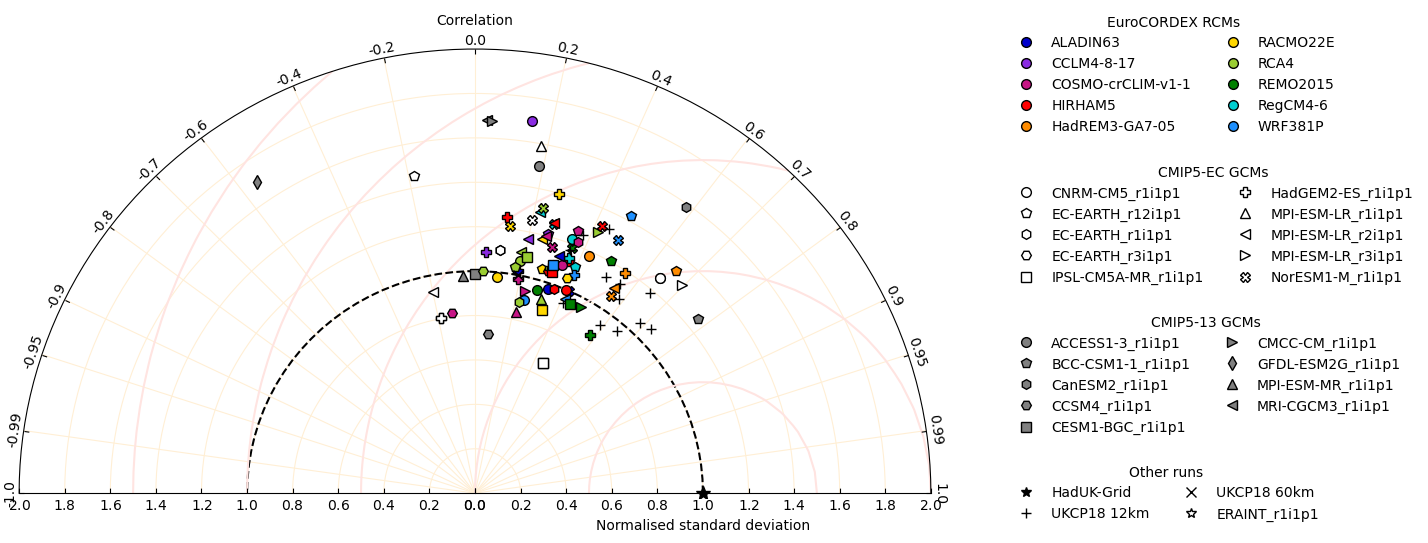 Correlation
0.0
-0.2
0.2
-0.4
0.4
-0.6
0.6
-0.7
0.7
-0.8
0.8
-0.9
0.9
-0.95
0.95
-0.99
0.99
-1.0
1.0
2.0 1.8 1.6 1.4 1.2 1.0 0.8 0.6 0.4 0.2 0.0 0.2 0.4 0.6 0.8 1.0 1.2 1.4 1.6 1.8 2.0
Normalised standard deviation
EuroCORDEX RCMs
ALADIN63
CCLM4-8-17
COSMO-crCLIM-v1-1
HIRHAM5
HadREM3-GA7-05
RACMO22E
RCA4
REMO2015
RegCM4-6
WRF381P
CMIP5-EC GCMs
CNRM-CM5_r1i1p1
EC-EARTH_r12i1p1
EC-EARTH_r1i1p1
EC-EARTH_r3i1p1
IPSL-CM5A-MR_r1i1p1
HadGEM2-ES_r1i1p1
MPI-ESM-LR_r1i1p1
MPI-ESM-LR_r2i1p1
MPI-ESM-LR_r3i1p1
NorESM1-M_r1i1p1
CMIP5-13 GCMs
ACCESS1-3_r1i1p1
BCC-CSM1-1_r1i1p1
CanESM2_r1i1p1
CCSM4_r1i1p1
CESM1-BGC_r1i1p1
CMCC-CM_r1i1p1
GFDL-ESM2G_r1i1p1
MPI-ESM-MR_r1i1p1
MRI-CGCM3_r1i1p1
Other runs
HadUK-Grid
UKCP18 12km
UKCP18 60km
ERAINT_r1i1p1